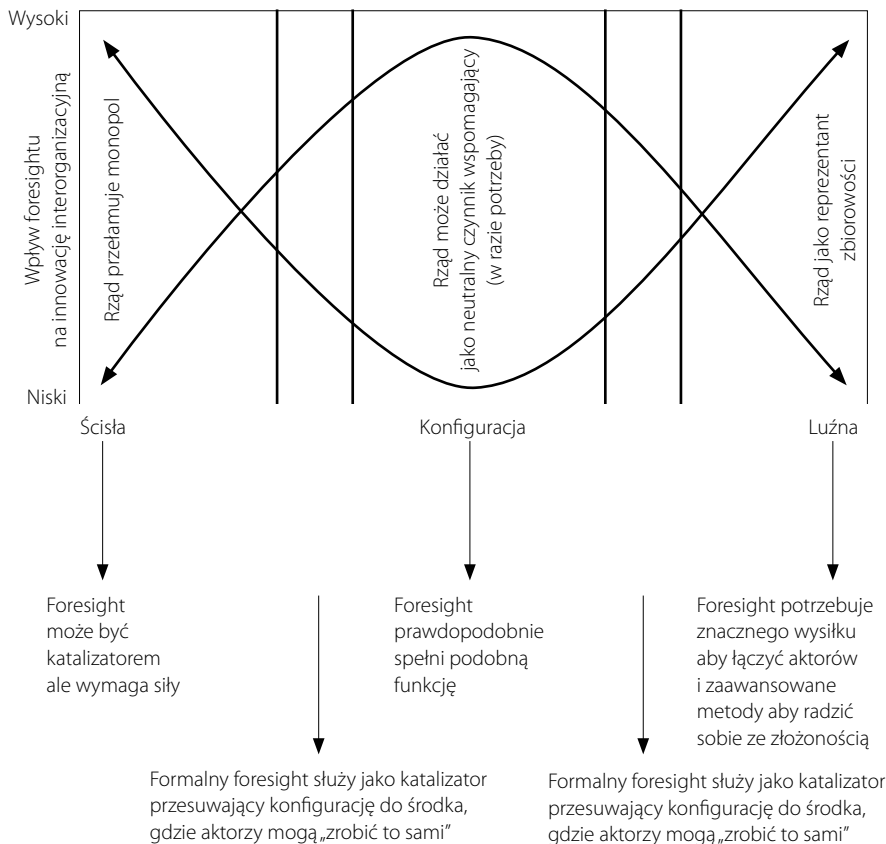 Wysoki
Wpływ foresightu
na innowację interorganizacyjną
Niski
Rząd przełamuje monopol
Rząd może działać
jako neutralny czynnik wspomagający
(w razie potrzeby)
Rząd jako reprezentant
zbiorowości
Ścisła
Konfiguracja
Luźna
Foresight
może być
katalizatorem
ale wymaga siły
Foresight
prawdopodobnie
spełni podobną
funkcję
Foresight potrzebuje
znacznego wysiłku
aby łączyć aktorów
i zaawansowane
metody aby radzić
sobie ze złożonością
Formalny foresight służy jako katalizator
przesuwający konfigurację do środka,
gdzie aktorzy mogą „zrobić to sami”
Formalny foresight służy jako katalizator
przesuwający konfigurację do środka,
gdzie aktorzy mogą „zrobić to sami”